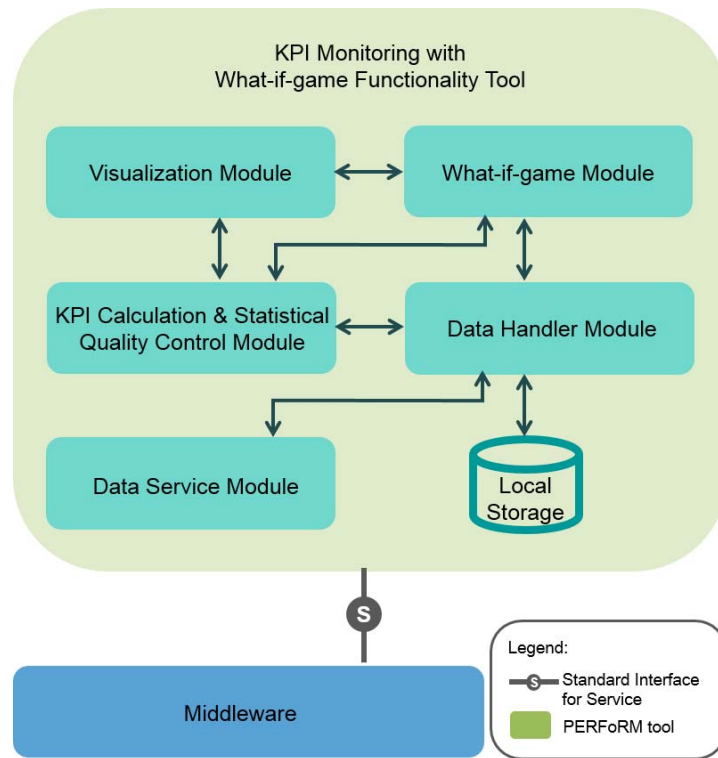 KPI Monitoring with
What-if-game Functionality Tool
Visualization Module
What-if-game Module
KPI Calculation & Statistical
Quality Control Module
Data Handler Module
Data Service Module
Local
Storage
S
Middleware
Legend:
S
Standard Interface
for Service
PERFoRM tool